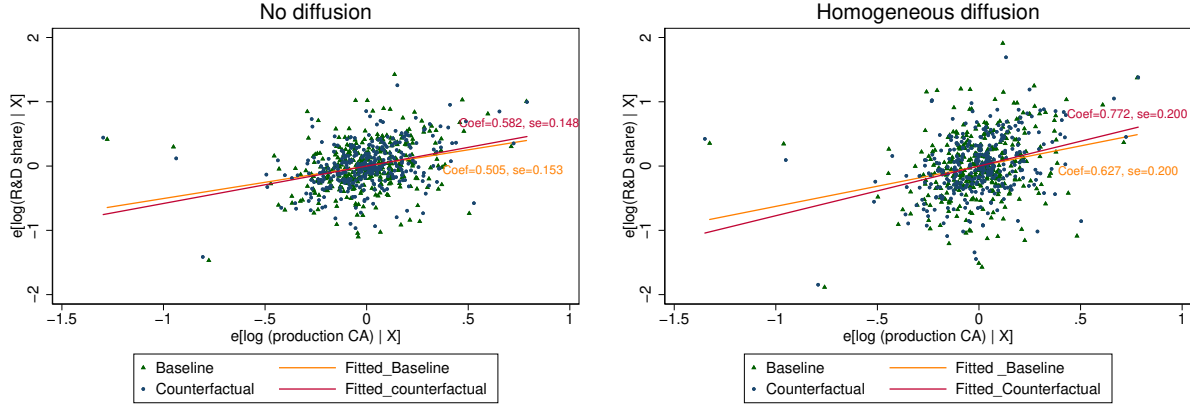 No diffusion
e[log(R&D share) | X]
2
1
0
−1
−2
Coef=0.582, se=0.148
Coef=0.505, se=0.153
−1.5
−1
−.5
0
.5
1
e[log (production CA) | X]
Baseline
Fitted_Baseline
Counterfactual
Fitted_counterfactual
Homogeneous diffusion
e[log(R&D share) | X]
2
1
0
−1
−2
Coef=0.772, se=0.200
Coef=0.627, se=0.200
−1.5
−1
−.5
0
.5
1
e[log (production CA) | X]
Baseline
Fitted _Baseline
Counterfactual
Fitted_Counterfactual